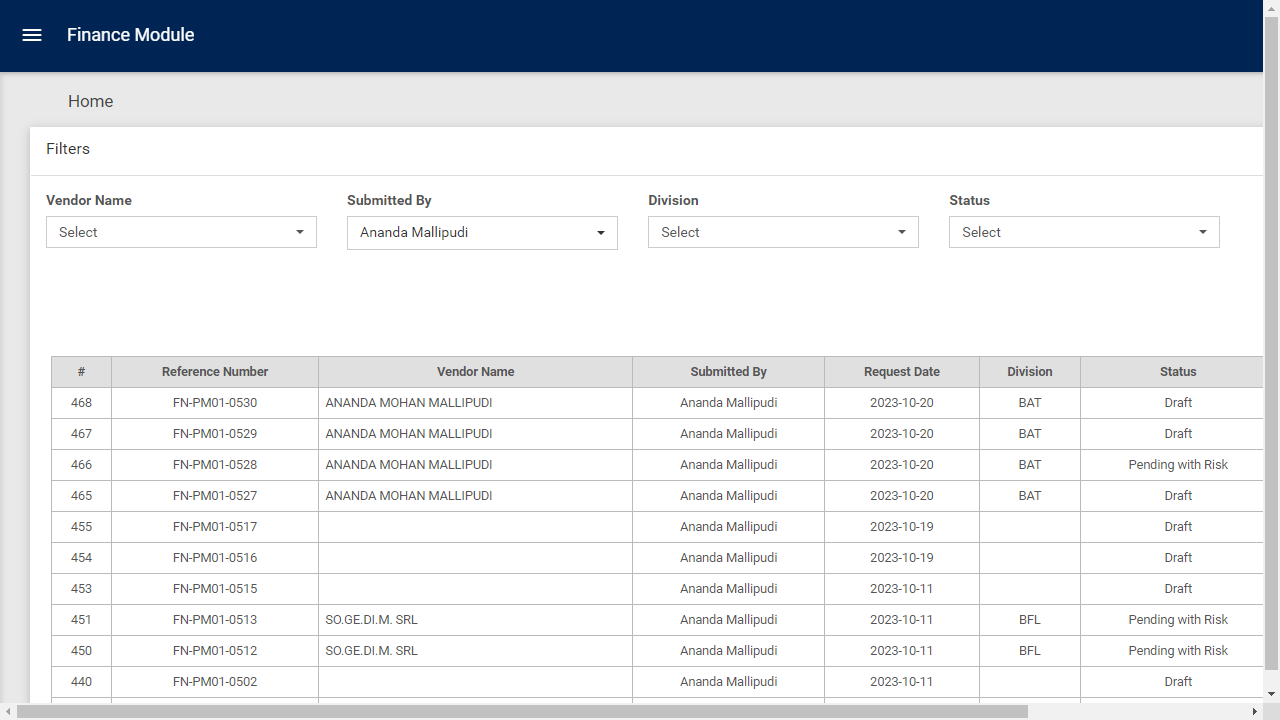 Finance Module
Home
Filters
Vendor Name Submitted By Division Status
Select Ananda Mallipudi Select Select
# Reference Number Vendor Name Submitted By Request Date Division Status
468 FN-PM01-0530 ANANDA MOHAN MALLIPUDI Ananda Mallipudi 2023-10-20 BAT Draft
467 FN-PM01-0529 ANANDA MOHAN MALLIPUDI Ananda Mallipudi 2023-10-20 BAT Draft
466 FN-PM01-0528 ANANDA MOHAN MALLIPUDI Ananda Mallipudi 2023-10-20 BAT Pending with Risk
465 FN-PM01-0527 ANANDA MOHAN MALLIPUDI Ananda Mallipudi 2023-10-20 BAT Draft
455 FN-PM01-0517 Ananda Mallipudi 2023-10-19 Draft
454 FN-PM01-0516 Ananda Mallipudi 2023-10-19 Draft
453 FN-PM01-0515 Ananda Mallipudi 2023-10-11 Draft
451 FN-PM01-0513 SO.GE.DI.M. SRL Ananda Mallipudi 2023-10-11 BFL Pending with Risk
450 FN-PM01-0512 SO.GE.DI.M. SRL Ananda Mallipudi 2023-10-11 BFL Pending with Risk
440 FN-PM01-0502 Ananda Mallipudi 2023-10-11 Draft